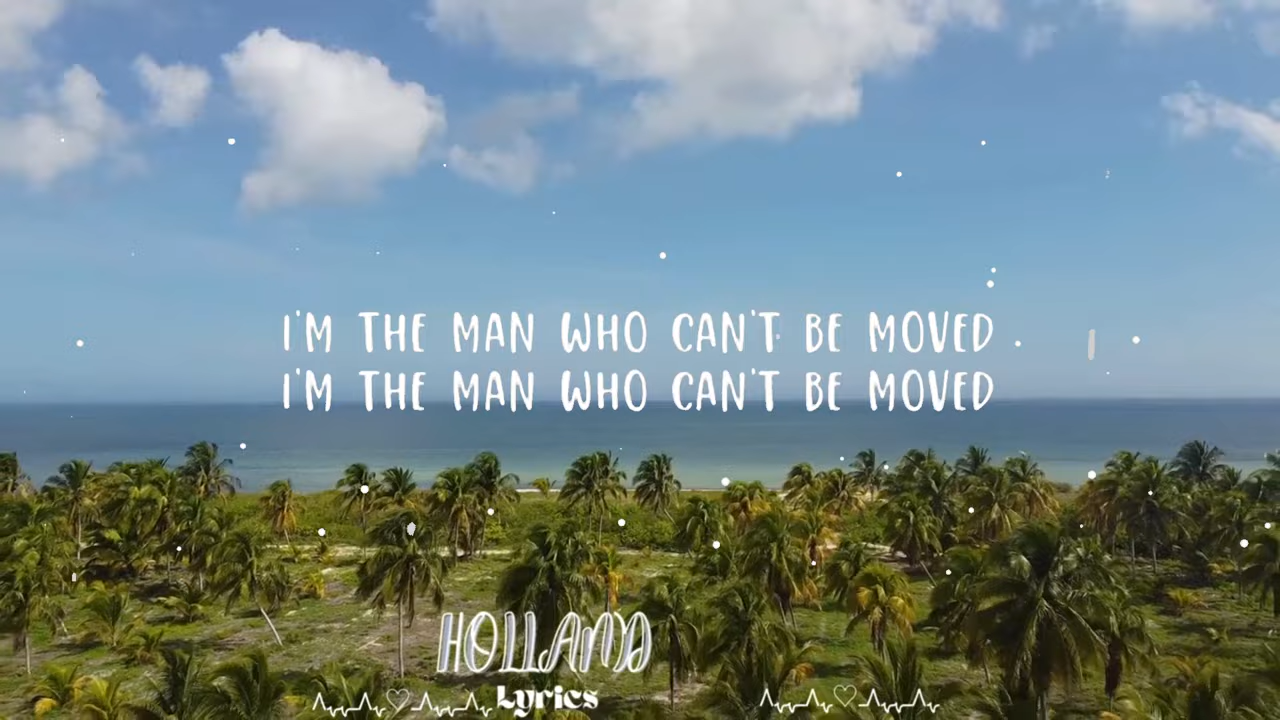 I'M THE MAN WHO CAN'T BE MOVED
I'M THE MAN WHO CAN'T BE MOVED
HOLLAND
Lyrics